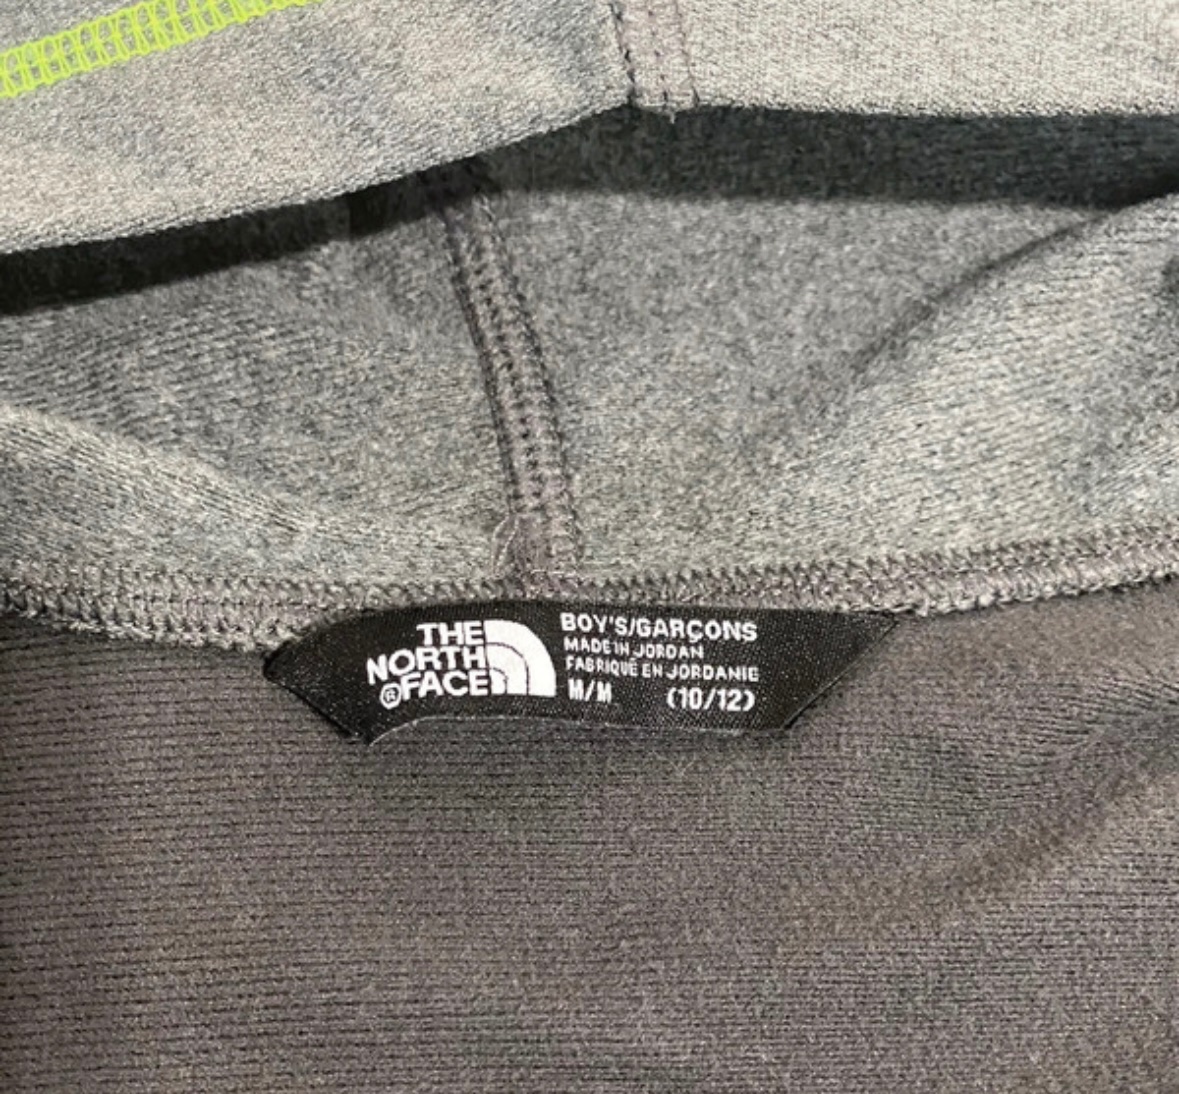 THE
NORTH
®FACE
BOY'S/GARÇONS
MADE IN JORDAN
FABRIQUÉ EN JORDANIE
M/M (10/12)